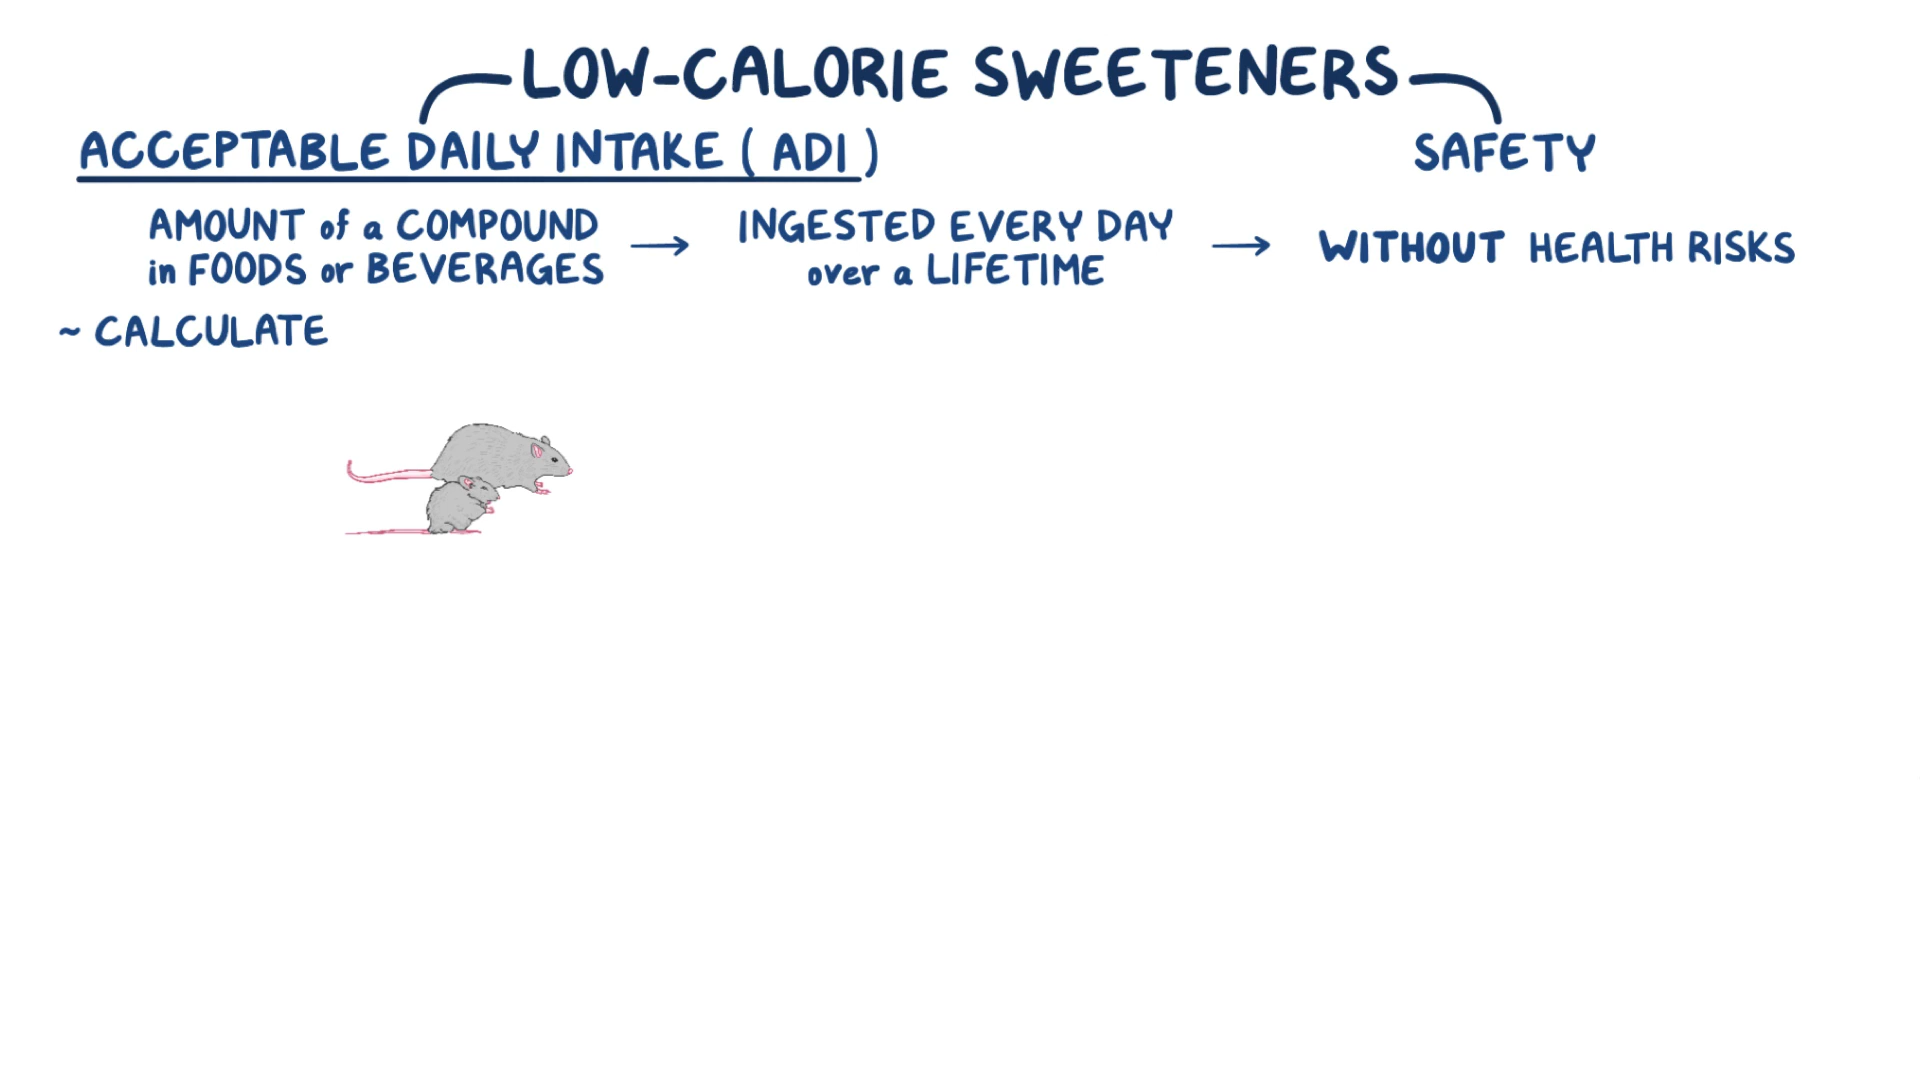 LOW-CALORIE SWEETENERS
ACCEPTABLE DAILY INTAKE ( ADI )
SAFETY
AMOUNT of a COMPOUND
in FOODS or BEVERAGES
→ INGESTED EVERY DAY
over a LIFETIME
→ WITHOUT HEALTH RISKS
~ CALCULATE